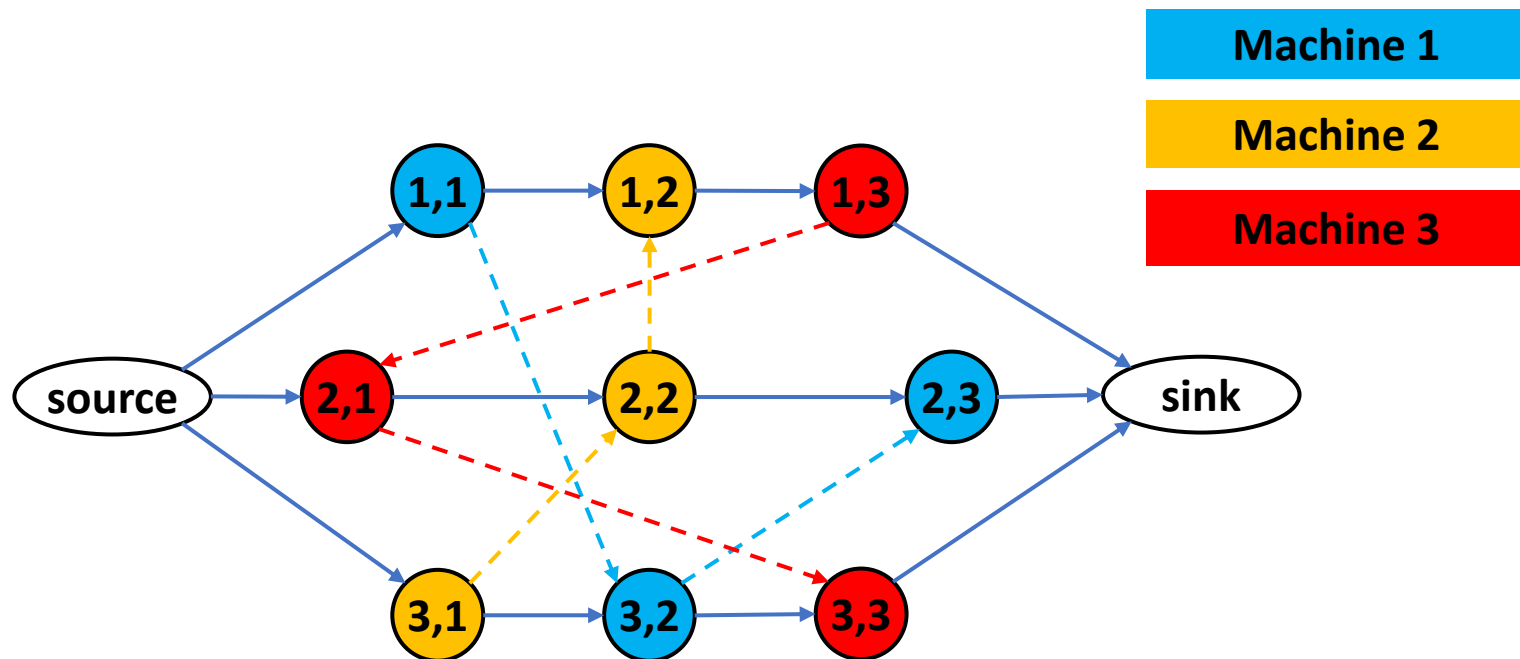 Machine 1
Machine 2
Machine 3
1,1
1,2
1,3
source
2,1
2,2
2,3
sink
3,1
3,2
3,3